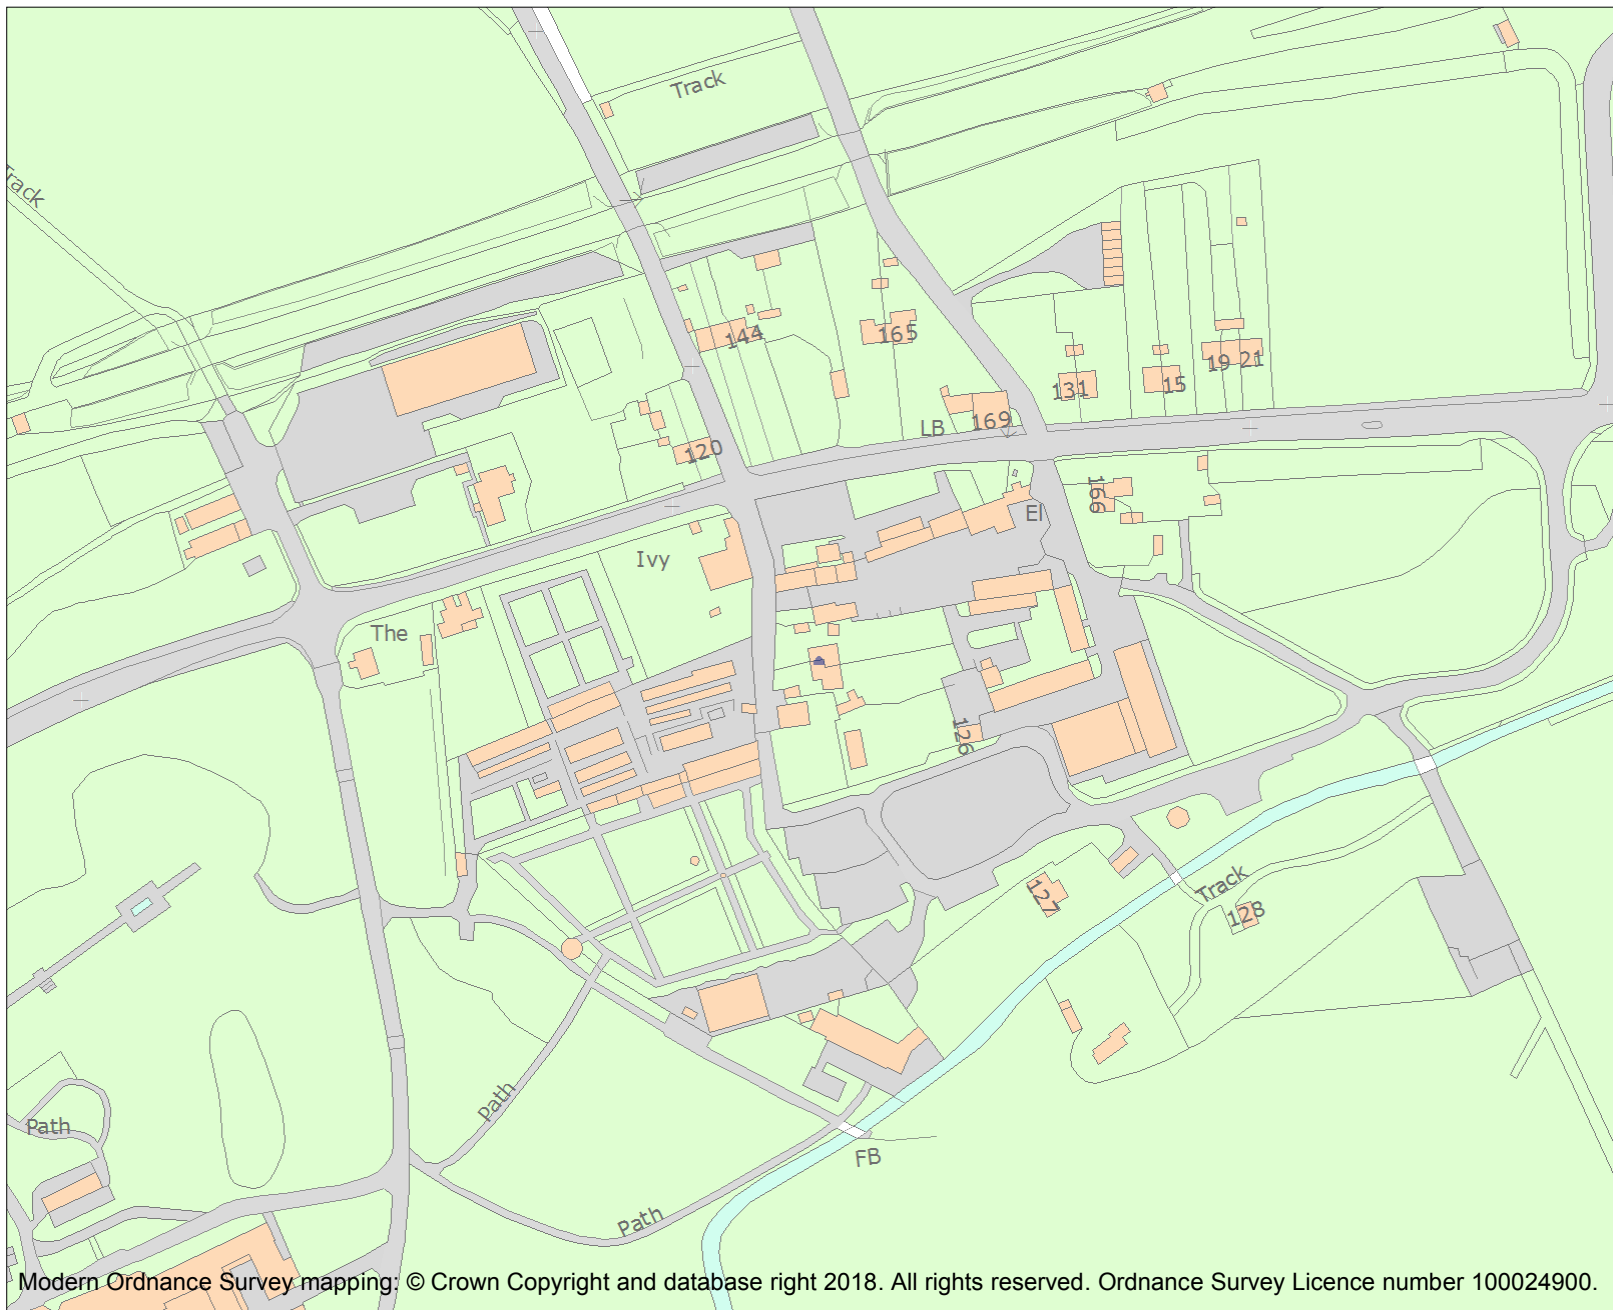 Track
Track
144
165
19 21
131
15
169
LB
120
166
El
Ivy
The
126
127
Track
128
Path
Path
FB
Path
Modern Ordnance Survey mapping: © Crown Copyright and database right 2018. All rights reserved. Ordnance Survey Licence number 100024900.